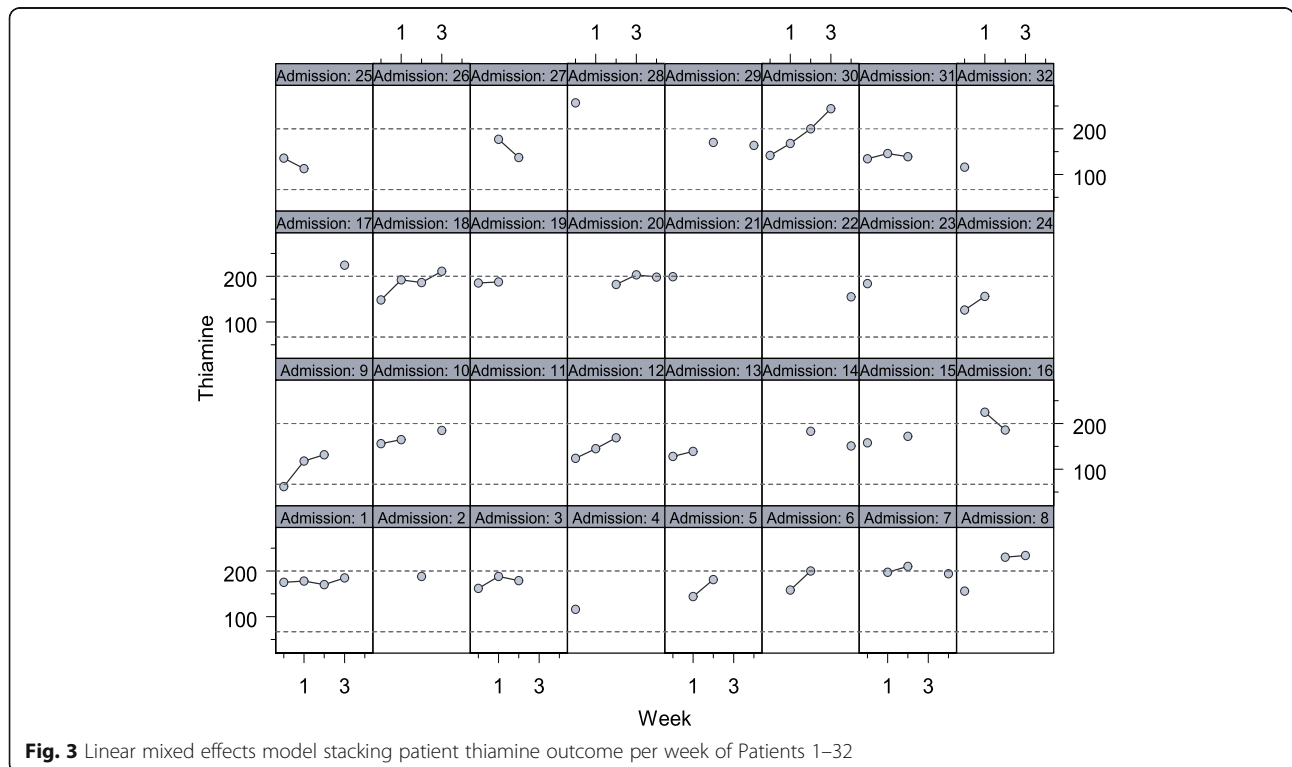 1 3 1 3 1 3 1 3
Admission: 25 Admission: 26 Admission: 27 Admission: 28 Admission: 29 Admission: 30 Admission: 31 Admission: 32
200
100
Admission: 17 Admission: 18 Admission: 19 Admission: 20 Admission: 21 Admission: 22 Admission: 23 Admission: 24
200
100
Thiamine
Admission: 9 Admission: 10 Admission: 11 Admission: 12 Admission: 13 Admission: 14 Admission: 15 Admission: 16
200
100
Admission: 1 Admission: 2 Admission: 3 Admission: 4 Admission: 5 Admission: 6 Admission: 7 Admission: 8
200
100
1 3 1 3 1 3 1 3
Week
Fig. 3 Linear mixed effects model stacking patient thiamine outcome per week of Patients 1–32